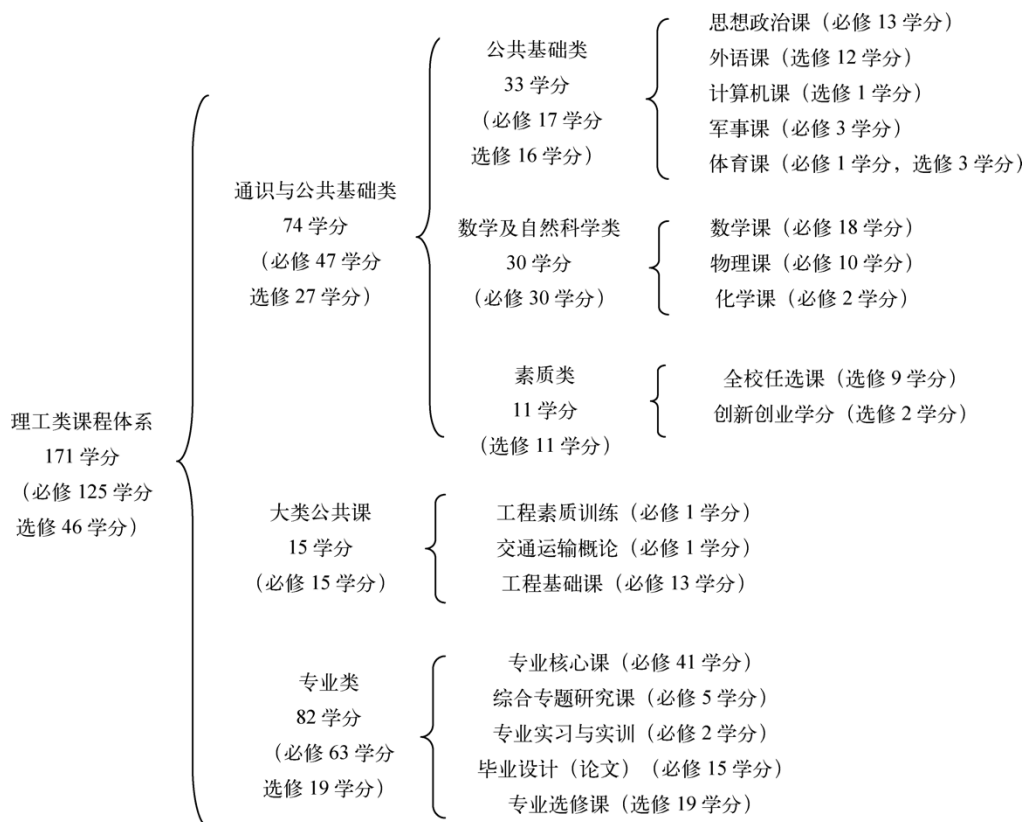 理工类课程体系
171 学分
（必修 125 学分
选修 46 学分）
通识与公共基础类
74 学分
（必修 47 学分
选修 27 学分）
公共基础类
33 学分
（必修 17 学分
选修 16 学分）
思想政治课（必修 13 学分）
外语课（选修 12 学分）
计算机课（选修 1 学分）
军事课（必修 3 学分）
体育课（必修 1 学分，选修 3 学分）
数学及自然科学类
30 学分
（必修 30 学分）
数学课（必修 18 学分）
物理课（必修 10 学分）
化学课（必修 2 学分）
素质类
11 学分
（选修 11 学分）
全校任选课（选修 9 学分）
创新创业学分（选修 2 学分）
大类公共课
15 学分
（必修 15 学分）
工程素质训练（必修 1 学分）
交通运输概论（必修 1 学分）
工程基础课（必修 13 学分）
专业类
82 学分
（必修 63 学分
选修 19 学分）
专业核心课（必修 41 学分）
综合专题研究课（必修 5 学分）
专业实习与实训（必修 2 学分）
毕业设计（论文）（必修 15 学分）
专业选修课（选修 19 学分）